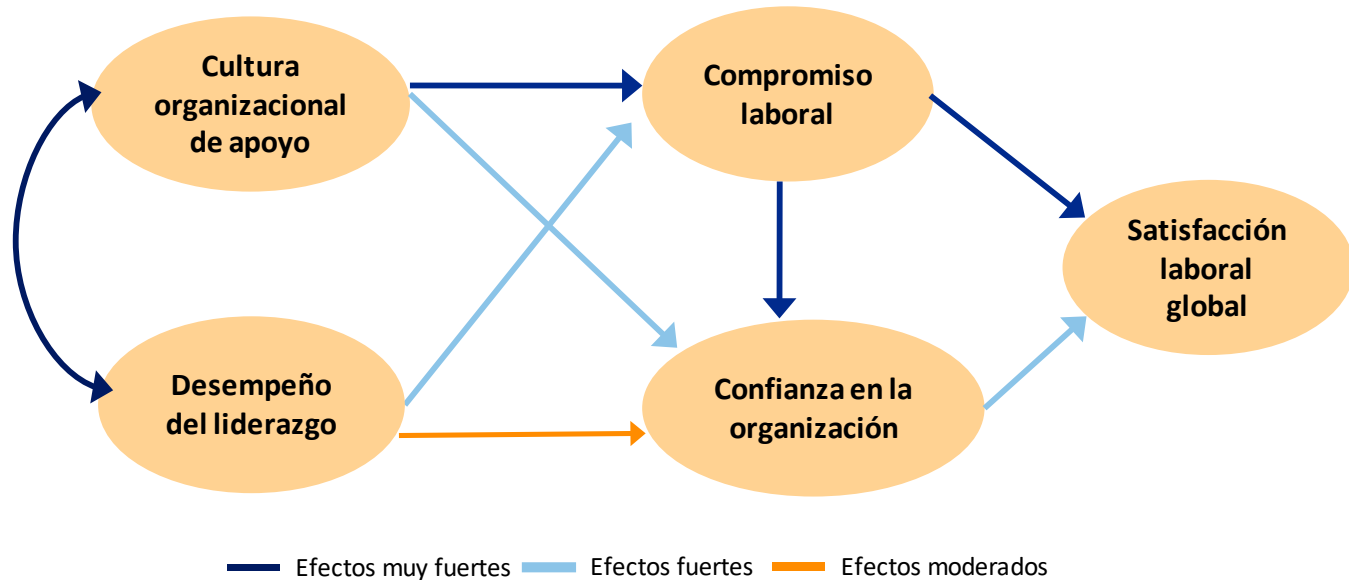 Cultura
organizacional
de apoyo
Compromiso
laboral
Satisfacción
laboral
global
Desempeño
del liderazgo
Confianza en la
organización
Efectos muy fuertes
Efectos fuertes
Efectos moderados